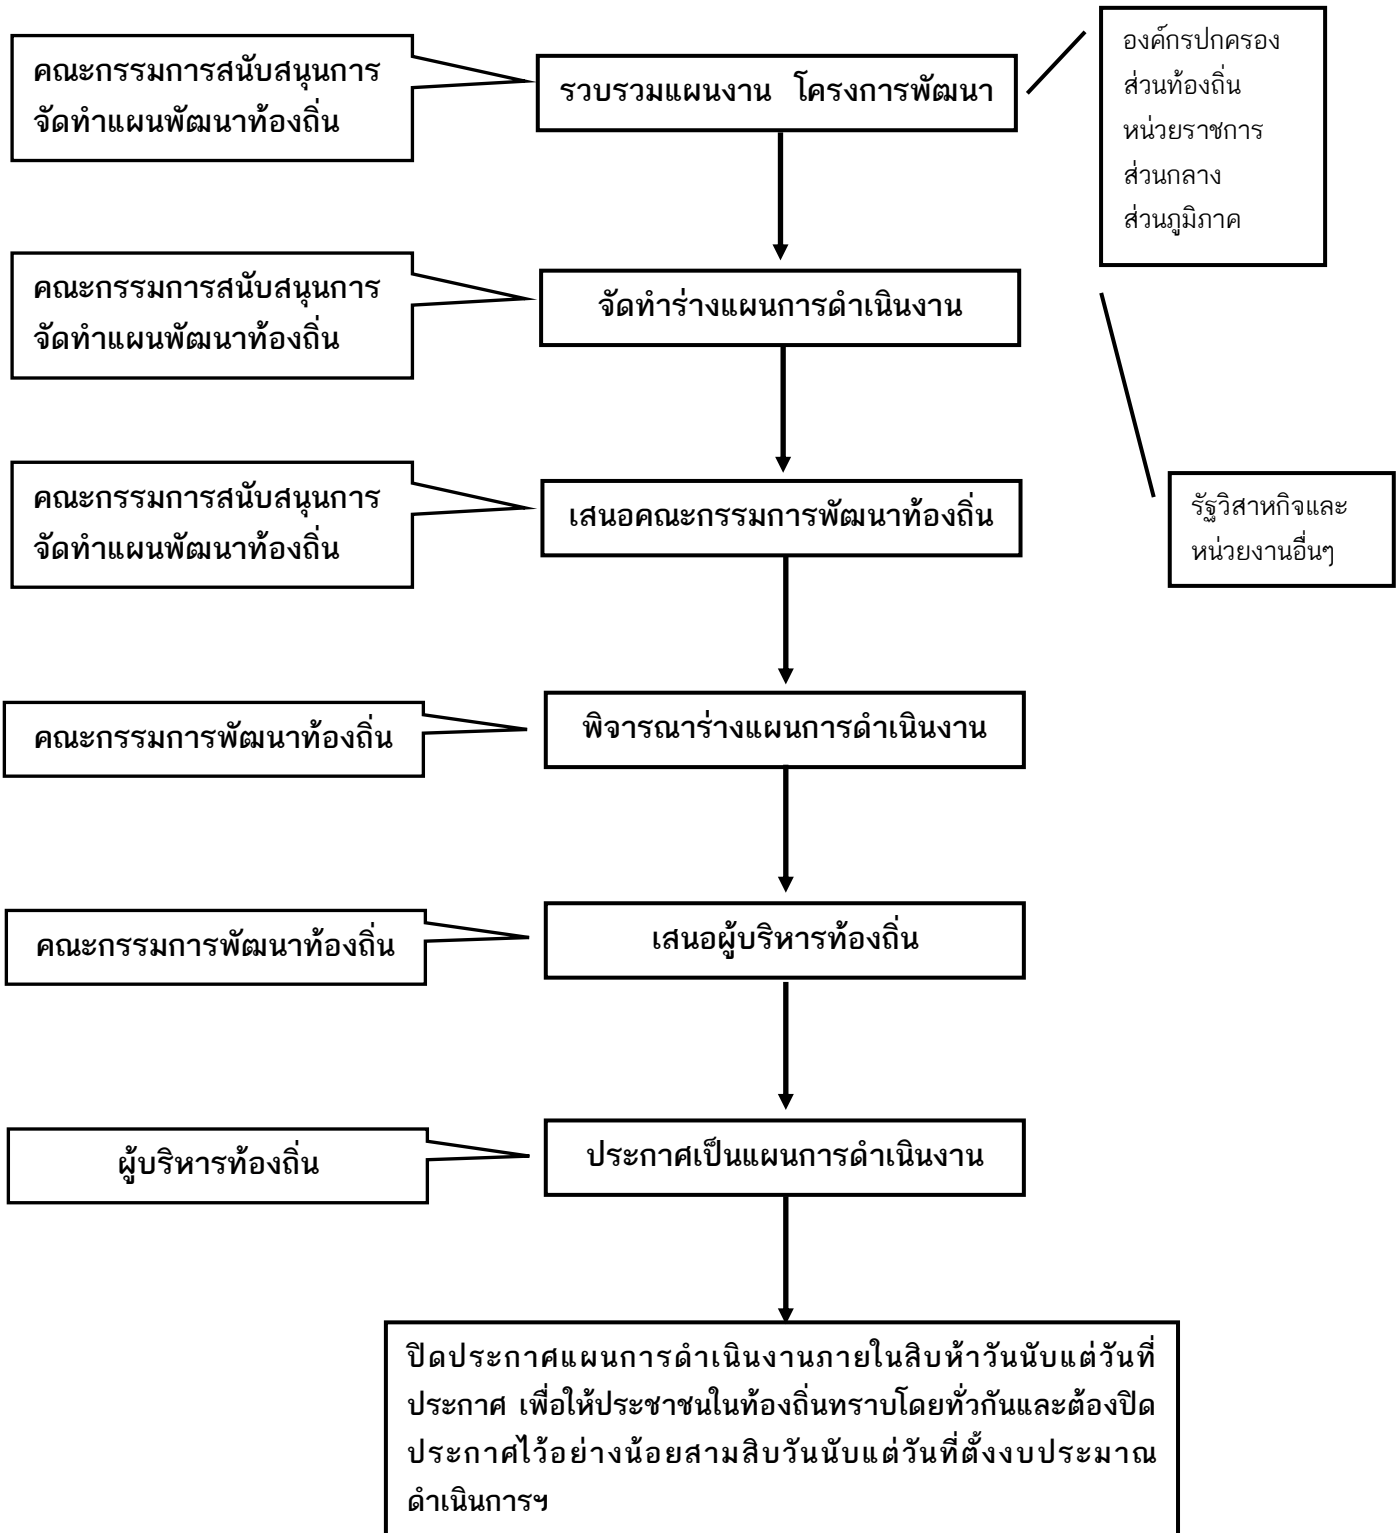 คณะกรรมการสนับสนุนการ
จัดทำแผนพัฒนาท้องถิ่น
รวบรวมแผนงาน โครงการพัฒนา
องค์กรปกครอง
ส่วนท้องถิ่น
หน่วยราชการ
ส่วนกลาง
ส่วนภูมิภาค
คณะกรรมการสนับสนุนการ
จัดทำแผนพัฒนาท้องถิ่น
จัดทำร่างแผนการดำเนินงาน
คณะกรรมการสนับสนุนการ
จัดทำแผนพัฒนาท้องถิ่น
เสนอคณะกรรมการพัฒนาท้องถิ่น
รัฐวิสาหกิจและ
หน่วยงานอื่นๆ
คณะกรรมการพัฒนาท้องถิ่น
พิจารณาร่างแผนการดำเนินงาน
คณะกรรมการพัฒนาท้องถิ่น
เสนอผู้บริหารท้องถิ่น
ผู้บริหารท้องถิ่น
ประกาศเป็นแผนการดำเนินงาน
ปิดประกาศแผนการดำเนินงานภายในสิบห้าวันนับแต่วันที่
ประกาศ เพื่อให้ประชาชนในท้องถิ่นทราบโดยทั่วกันและต้องปิด
ประกาศไว้อย่างน้อยสามสิบวันนับแต่วันที่ตั้งงบประมาณ
ดำเนินการฯ